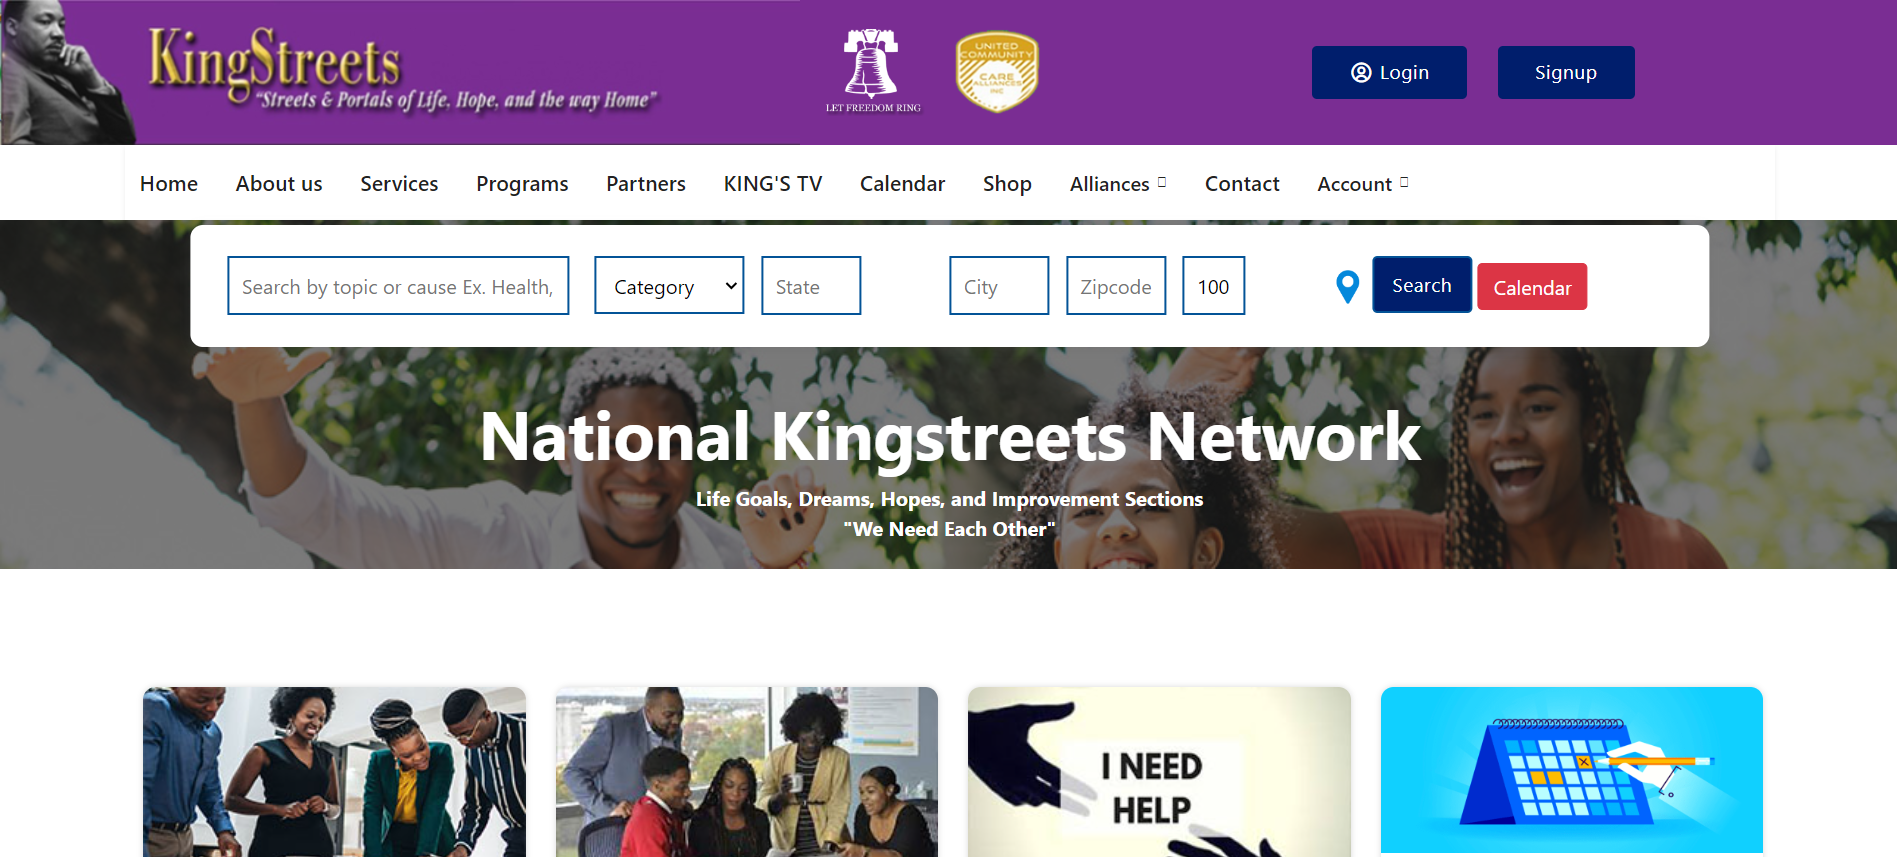 KingStreets
"Streets & Portals of Life, Hope, and the way Home"
LET FREEDOM RING
UNITED
COMMUNITY
CARE
ALLIANCES
INC
Login
Signup
Home
About us
Services
Programs
Partners
KING'S TV
Calendar
Shop
Alliances
Contact
Account
Search by topic or cause Ex. Health,
Category
State
City
Zipcode
100
Search
Calendar
National Kingstreets Network
Life Goals, Dreams, Hopes, and Improvement Sections
"We Need Each Other"
I NEED
HELP